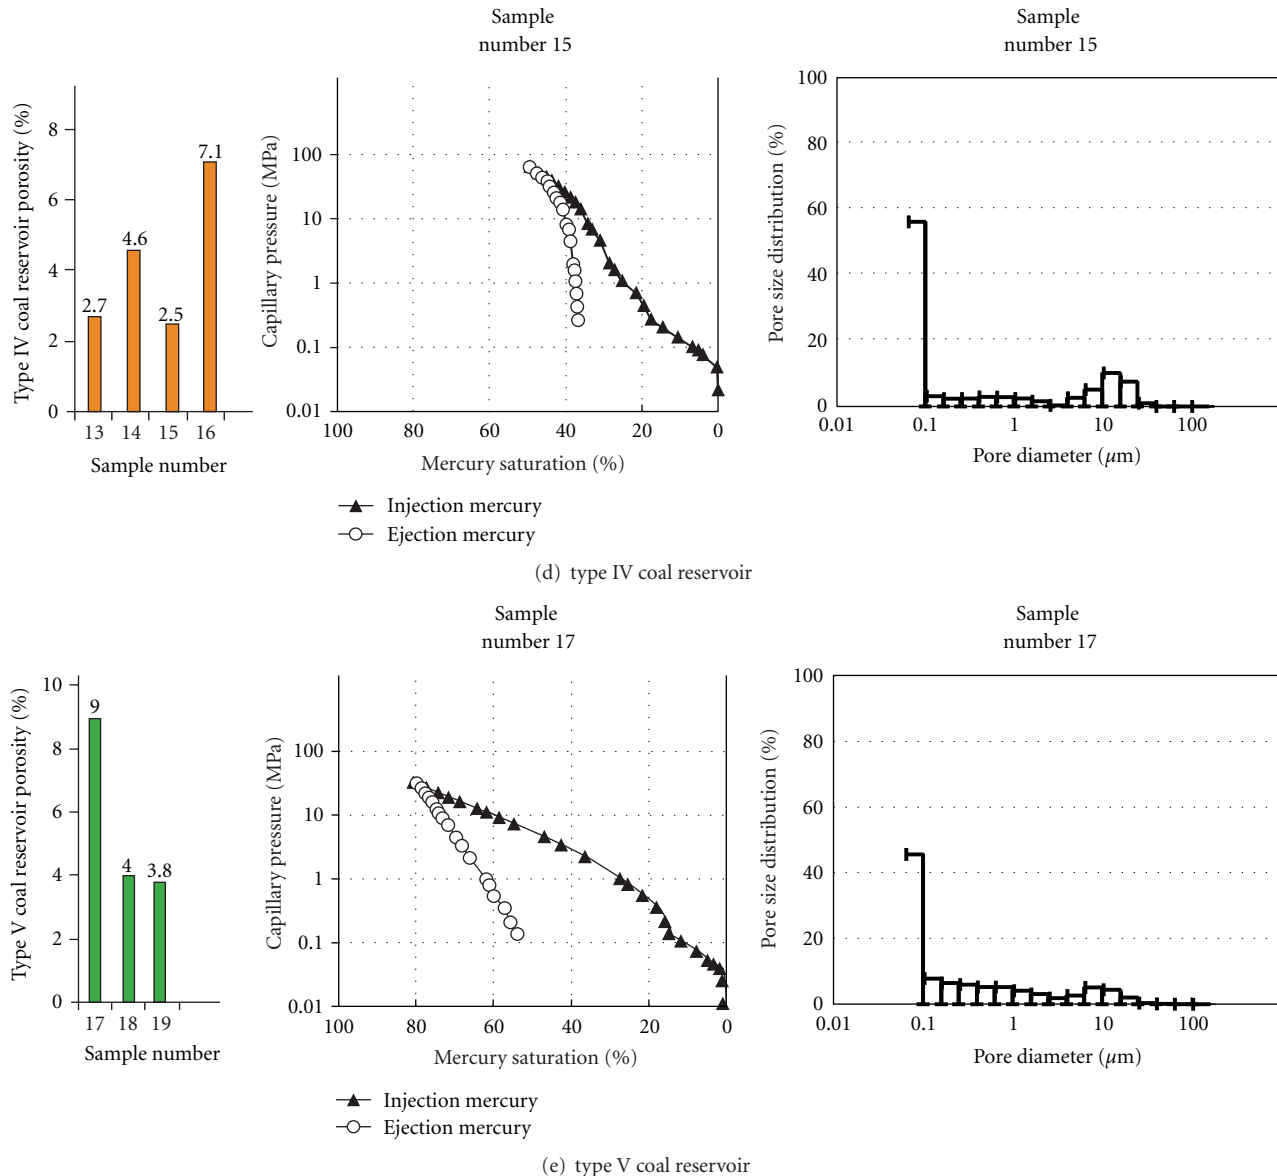 Sample
number 15
Sample
number 15
Type IV coal reservoir porosity (%)
8
6
4
2
0
2.7
4.6
2.5
7.1
13 14 15 16
Sample number
Capillary pressure (MPa)
100
10
1
0.1
0.01
100 80 60 40 20 0
Mercury saturation (%)
Injection mercury
Ejection mercury
Pore size distribution (%)
100
80
60
40
20
0
0.01 0.1 1 10 100
Pore diameter (µm)
(d) type IV coal reservoir
Sample
number 17
Sample
number 17
Type V coal reservoir porosity (%)
10
8
6
4
2
0
9
4
3.8
17 18 19
Sample number
Capillary pressure (MPa)
100
10
1
0.1
0.01
100 80 60 40 20 0
Mercury saturation (%)
Injection mercury
Ejection mercury
Pore size distribution (%)
100
80
60
40
20
0
0.01 0.1 1 10 100
Pore diameter (µm)
(e) type V coal reservoir